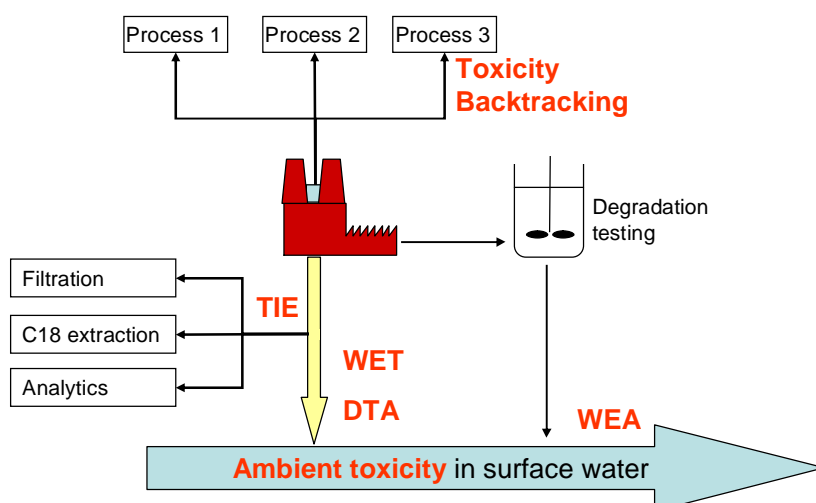 Process 1
Process 2
Process 3
Toxicity
Backtracking
Degradation
testing
Filtration
TIE
C18 extraction
WET
Analytics
DTA
WEA
Ambient toxicity in surface water